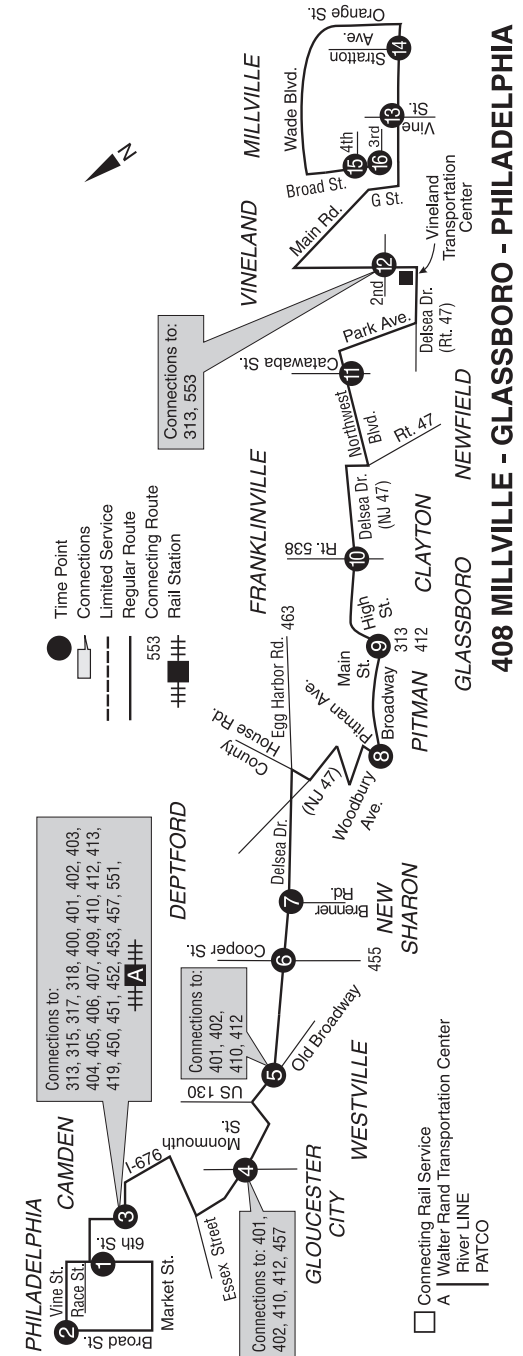 408 MILLVILLE - GLASSBORO - PHILADELPHIA
PHILADELPHIA
Vine St.
Race St.
2
1
Broad St.
Market St.
6th St.
CAMDEN
3
I-676
Connections to:
313, 315, 317, 318, 400, 401, 402, 403,
404, 405, 406, 407, 409, 410, 412, 413,
419, 450, 451, 452, 453, 457, 551,
A
Essex Street
Monmouth
St.
4
Connections to: 401,
402, 410, 412, 457
GLOUCESTER
CITY
US 130
5
Connections to:
401, 402,
410, 412
Old Broadway
WESTVILLE
Cooper St.
6
455
7
Brenner
Rd.
NEW
SHARON
DEPTFORD
Delsea Dr.
(NJ 47)
County
House Rd.
Egg Harbor Rd.
463
Woodbury
Ave.
Pitman Ave.
8
Broadway
PITMAN
Main
St.
9
313
412
High
St.
GLASSBORO
Time Point
Connections
Limited Service
Regular Route
553
Connecting Route
Rail Station
FRANKLINVILLE
Rt. 538
10
CLAYTON
Delsea Dr.
(NJ 47)
Rt. 47
Northwest
Blvd.
NEWFIELD
Catawaba St.
11
Park Ave.
Delsea Dr.
(Rt. 47)
Connections to:
313, 553
VINELAND
2nd
12
Vineland
Transportation
Center
Main Rd.
G St.
MILLVILLE
Broad St.
Wade Blvd.
15
4th
16
3rd
13
Vine
St.
14
Stratton
Ave.
Orange St.
N
Connecting Rail Service
A
Walter Rand Transportation Center
River LINE
PATCO